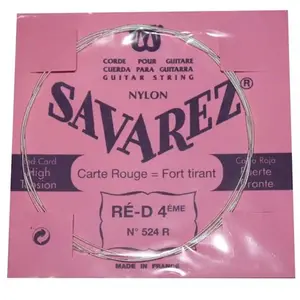 CORDE POUR GUITARE
CUERDA PARA GUITARRA
GUITAR STRING
NYLON
SAVAREZ®
Red Card Carta Roja
High Fuerte
Tension
Carte Rouge = Fort tirant
RÉ-D 4ÈME
N° 524 R
MADE IN FRANCE